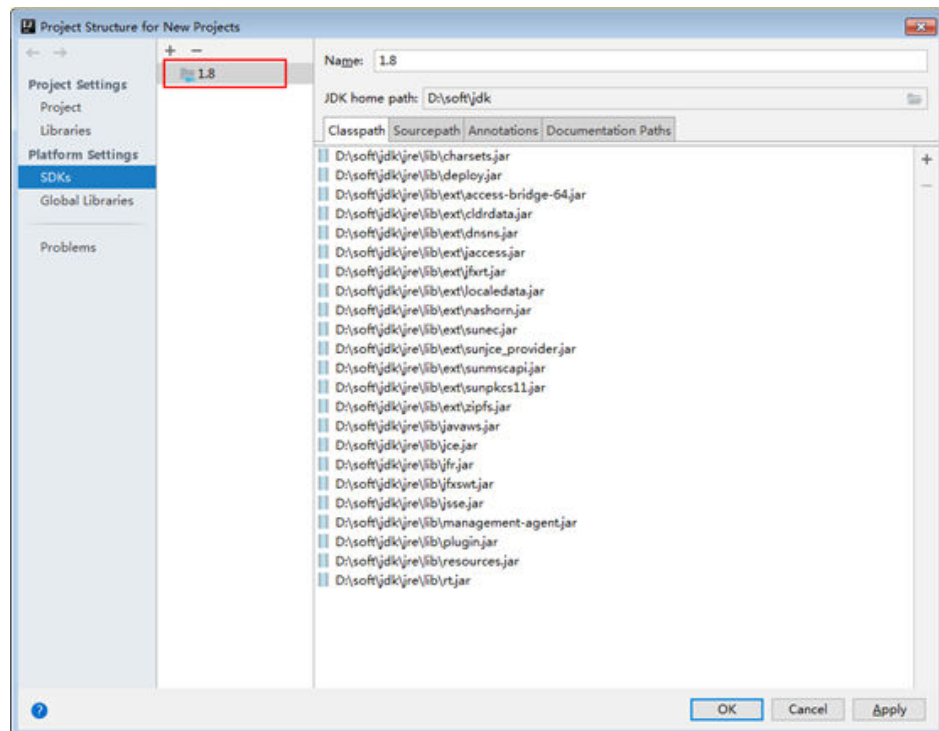 Project Structure for New Projects
Project Settings
Project
Libraries
Platform Settings
SDKs
Global Libraries
Problems
1.8
Name: 1.8
JDK home path: D:\soft\jdk
Classpath Sourcepath Annotations Documentation Paths
D:\soft\jdk\jre\lib\charsets.jar
D:\soft\jdk\jre\lib\deploy.jar
D:\soft\jdk\jre\lib\ext\access-bridge-64.jar
D:\soft\jdk\jre\lib\ext\cldrdata.jar
D:\soft\jdk\jre\lib\ext\dnsns.jar
D:\soft\jdk\jre\lib\ext\jaccess.jar
D:\soft\jdk\jre\lib\ext\jfxrt.jar
D:\soft\jdk\jre\lib\ext\localedata.jar
D:\soft\jdk\jre\lib\ext\nashorn.jar
D:\soft\jdk\jre\lib\ext\sunec.jar
D:\soft\jdk\jre\lib\ext\sunjce_provider.jar
D:\soft\jdk\jre\lib\ext\sunmscapi.jar
D:\soft\jdk\jre\lib\ext\sunpkcs11.jar
D:\soft\jdk\jre\lib\ext\zipfs.jar
D:\soft\jdk\jre\lib\javaws.jar
D:\soft\jdk\jre\lib\jce.jar
D:\soft\jdk\jre\lib\jfr.jar
D:\soft\jdk\jre\lib\jfxswt.jar
D:\soft\jdk\jre\lib\jsse.jar
D:\soft\jdk\jre\lib\management-agent.jar
D:\soft\jdk\jre\lib\plugin.jar
D:\soft\jdk\jre\lib\resources.jar
D:\soft\jdk\jre\lib\rt.jar
OK Cancel Apply